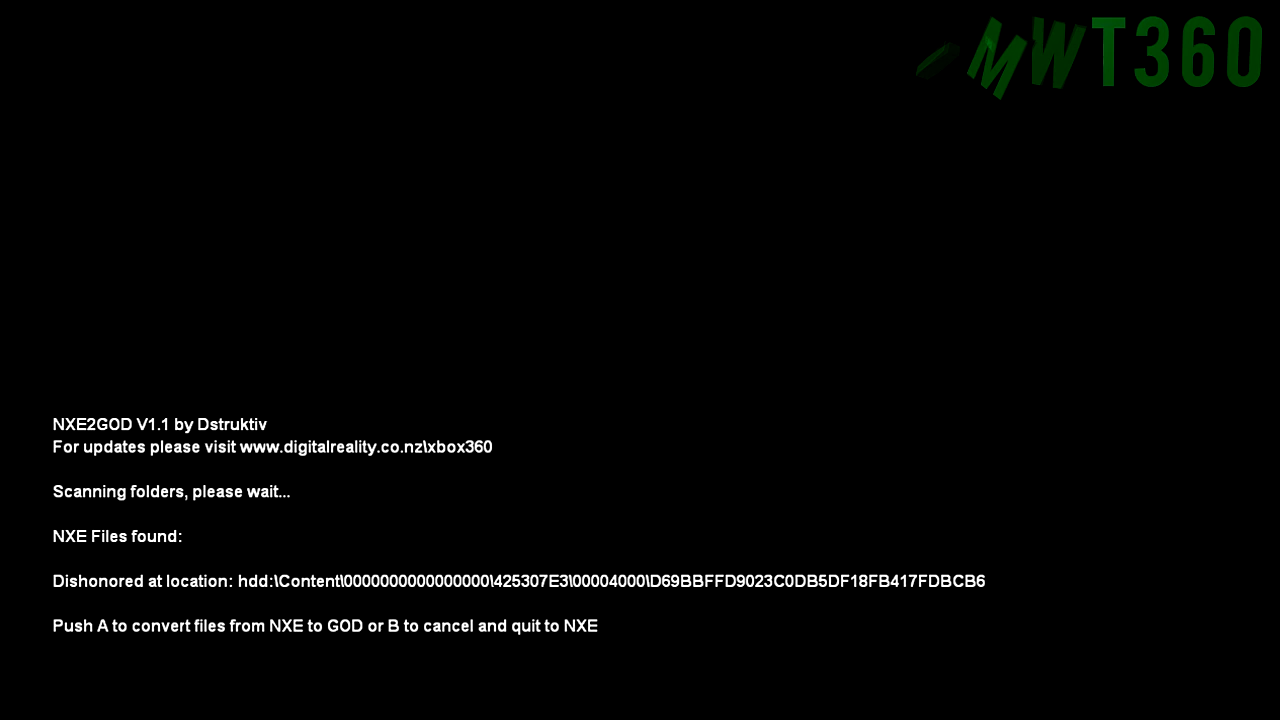 MWT360
NXE2GOD V1.1 by Dstruktiv
For updates please visit www.digitalreality.co.nz\xbox360
Scanning folders, please wait...
NXE Files found:
Dishonored at location: hdd:\Content\0000000000000000\425307E3\00004000\D69BBFFD9023C0DB5DF18FB417FDBCB6
Push A to convert files from NXE to GOD or B to cancel and quit to NXE